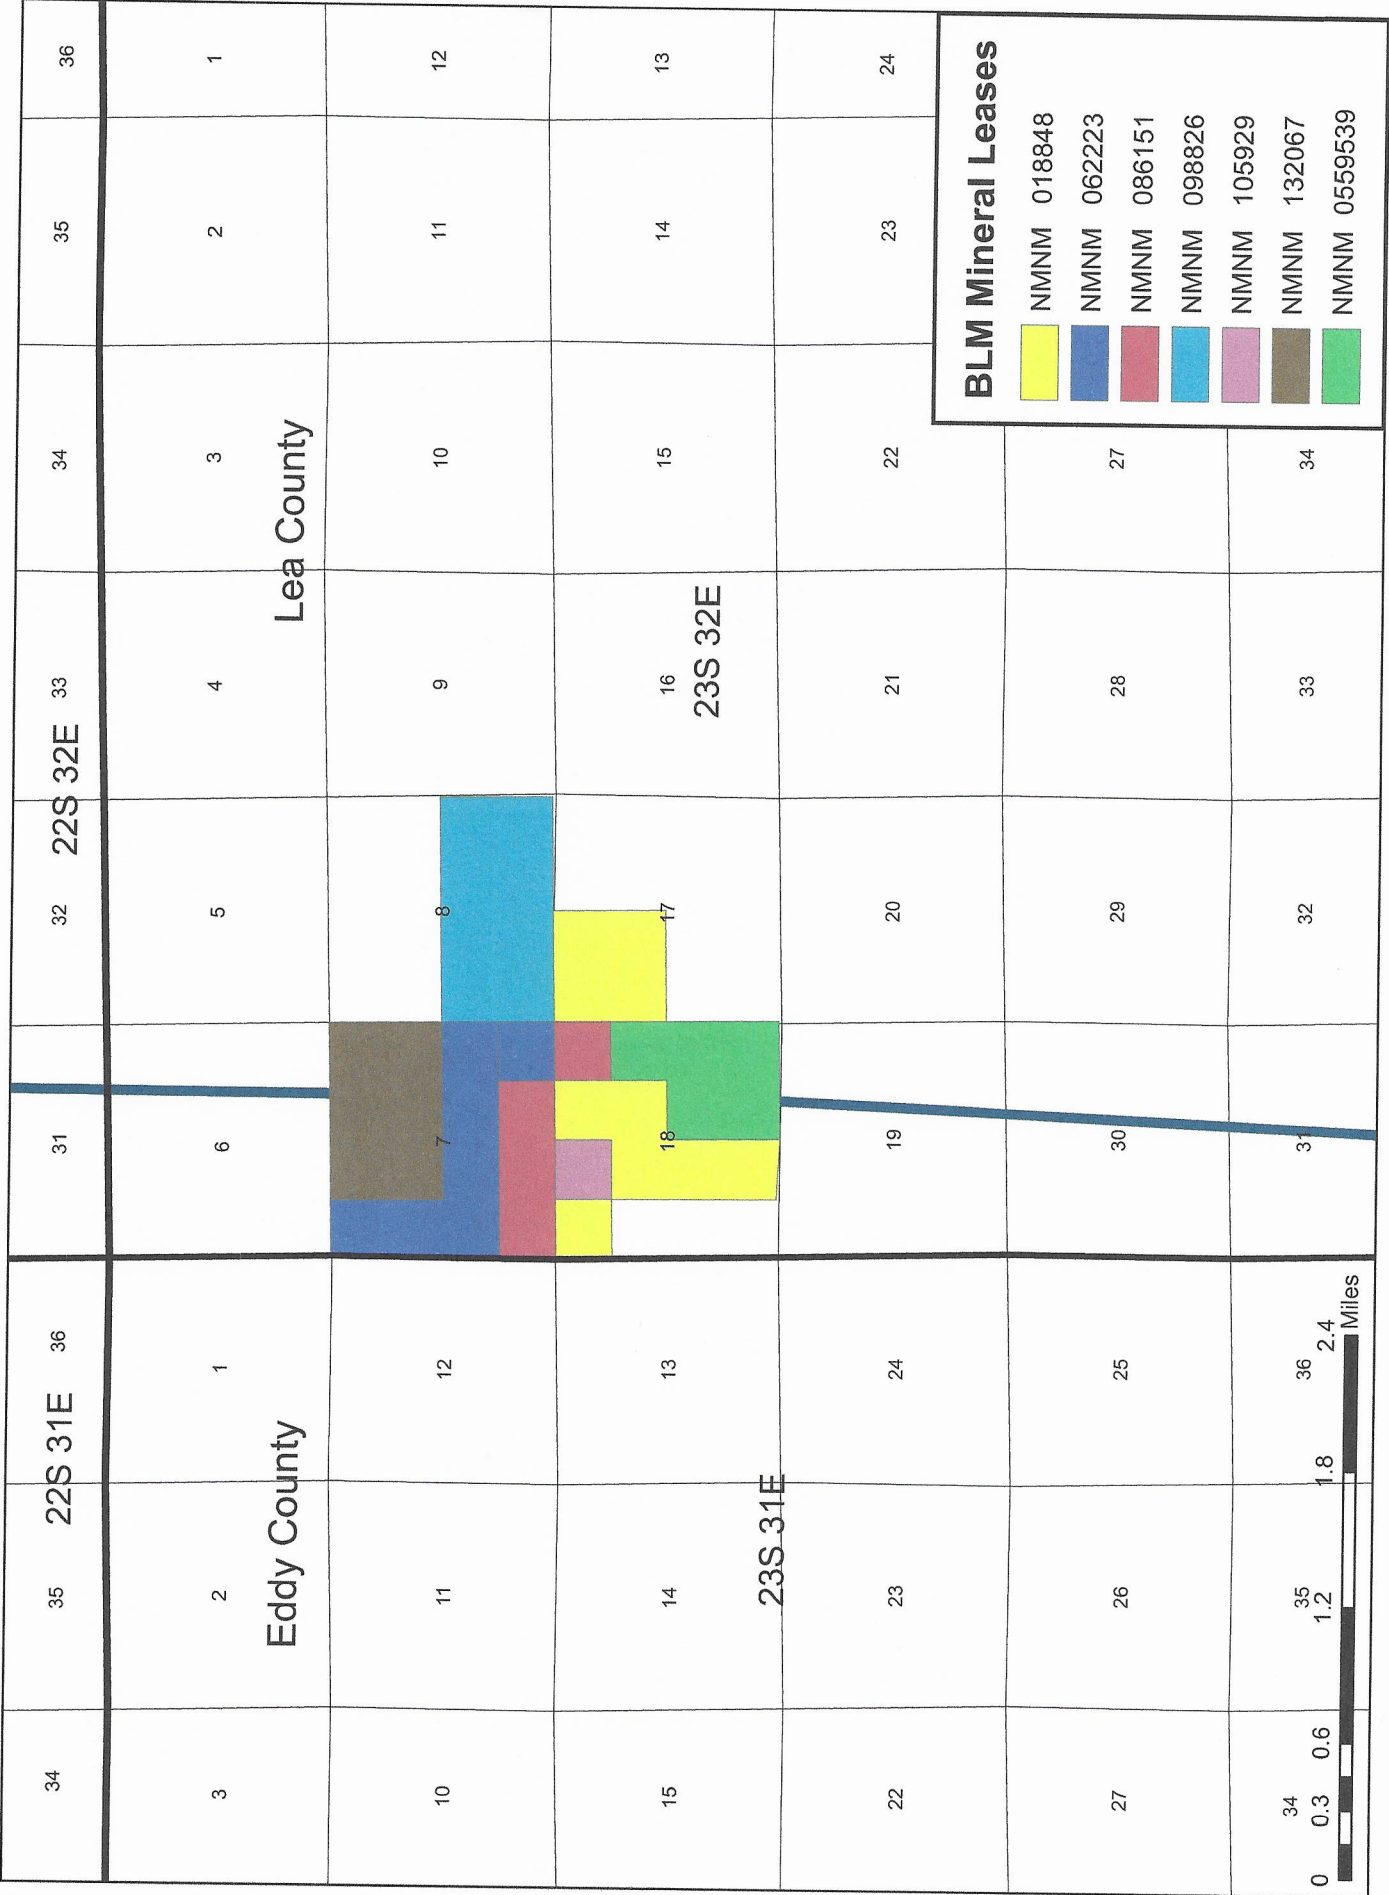 34 35 36 31 32 33 34 35 36
22S 31E 22S 32E
3 2 1 6 5 4 3 2 1
Eddy County Lea County
10 11 12 7 8 9 10 11 12
15 14 13 18 17 16 15 14 13
23S 31E 23S 32E
22 23 24 19 20 21 22 23 24
27 26 25 30 29 28 27
34 35 36 31 32 33 34
0 0.3 0.6 1.2 1.8 2.4
Miles
BLM Mineral Leases
NMNM 018848
NMNM 062223
NMNM 086151
NMNM 098826
NMNM 105929
NMNM 132067
NMNM 0559539